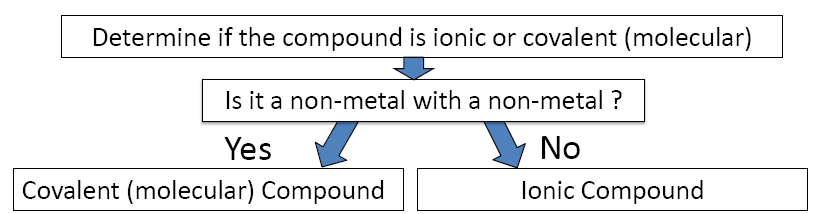 Determine if the compound is ionic or covalent (molecular)
Is it a non-metal with a non-metal ?
Yes
No
Covalent (molecular) Compound
Ionic Compound